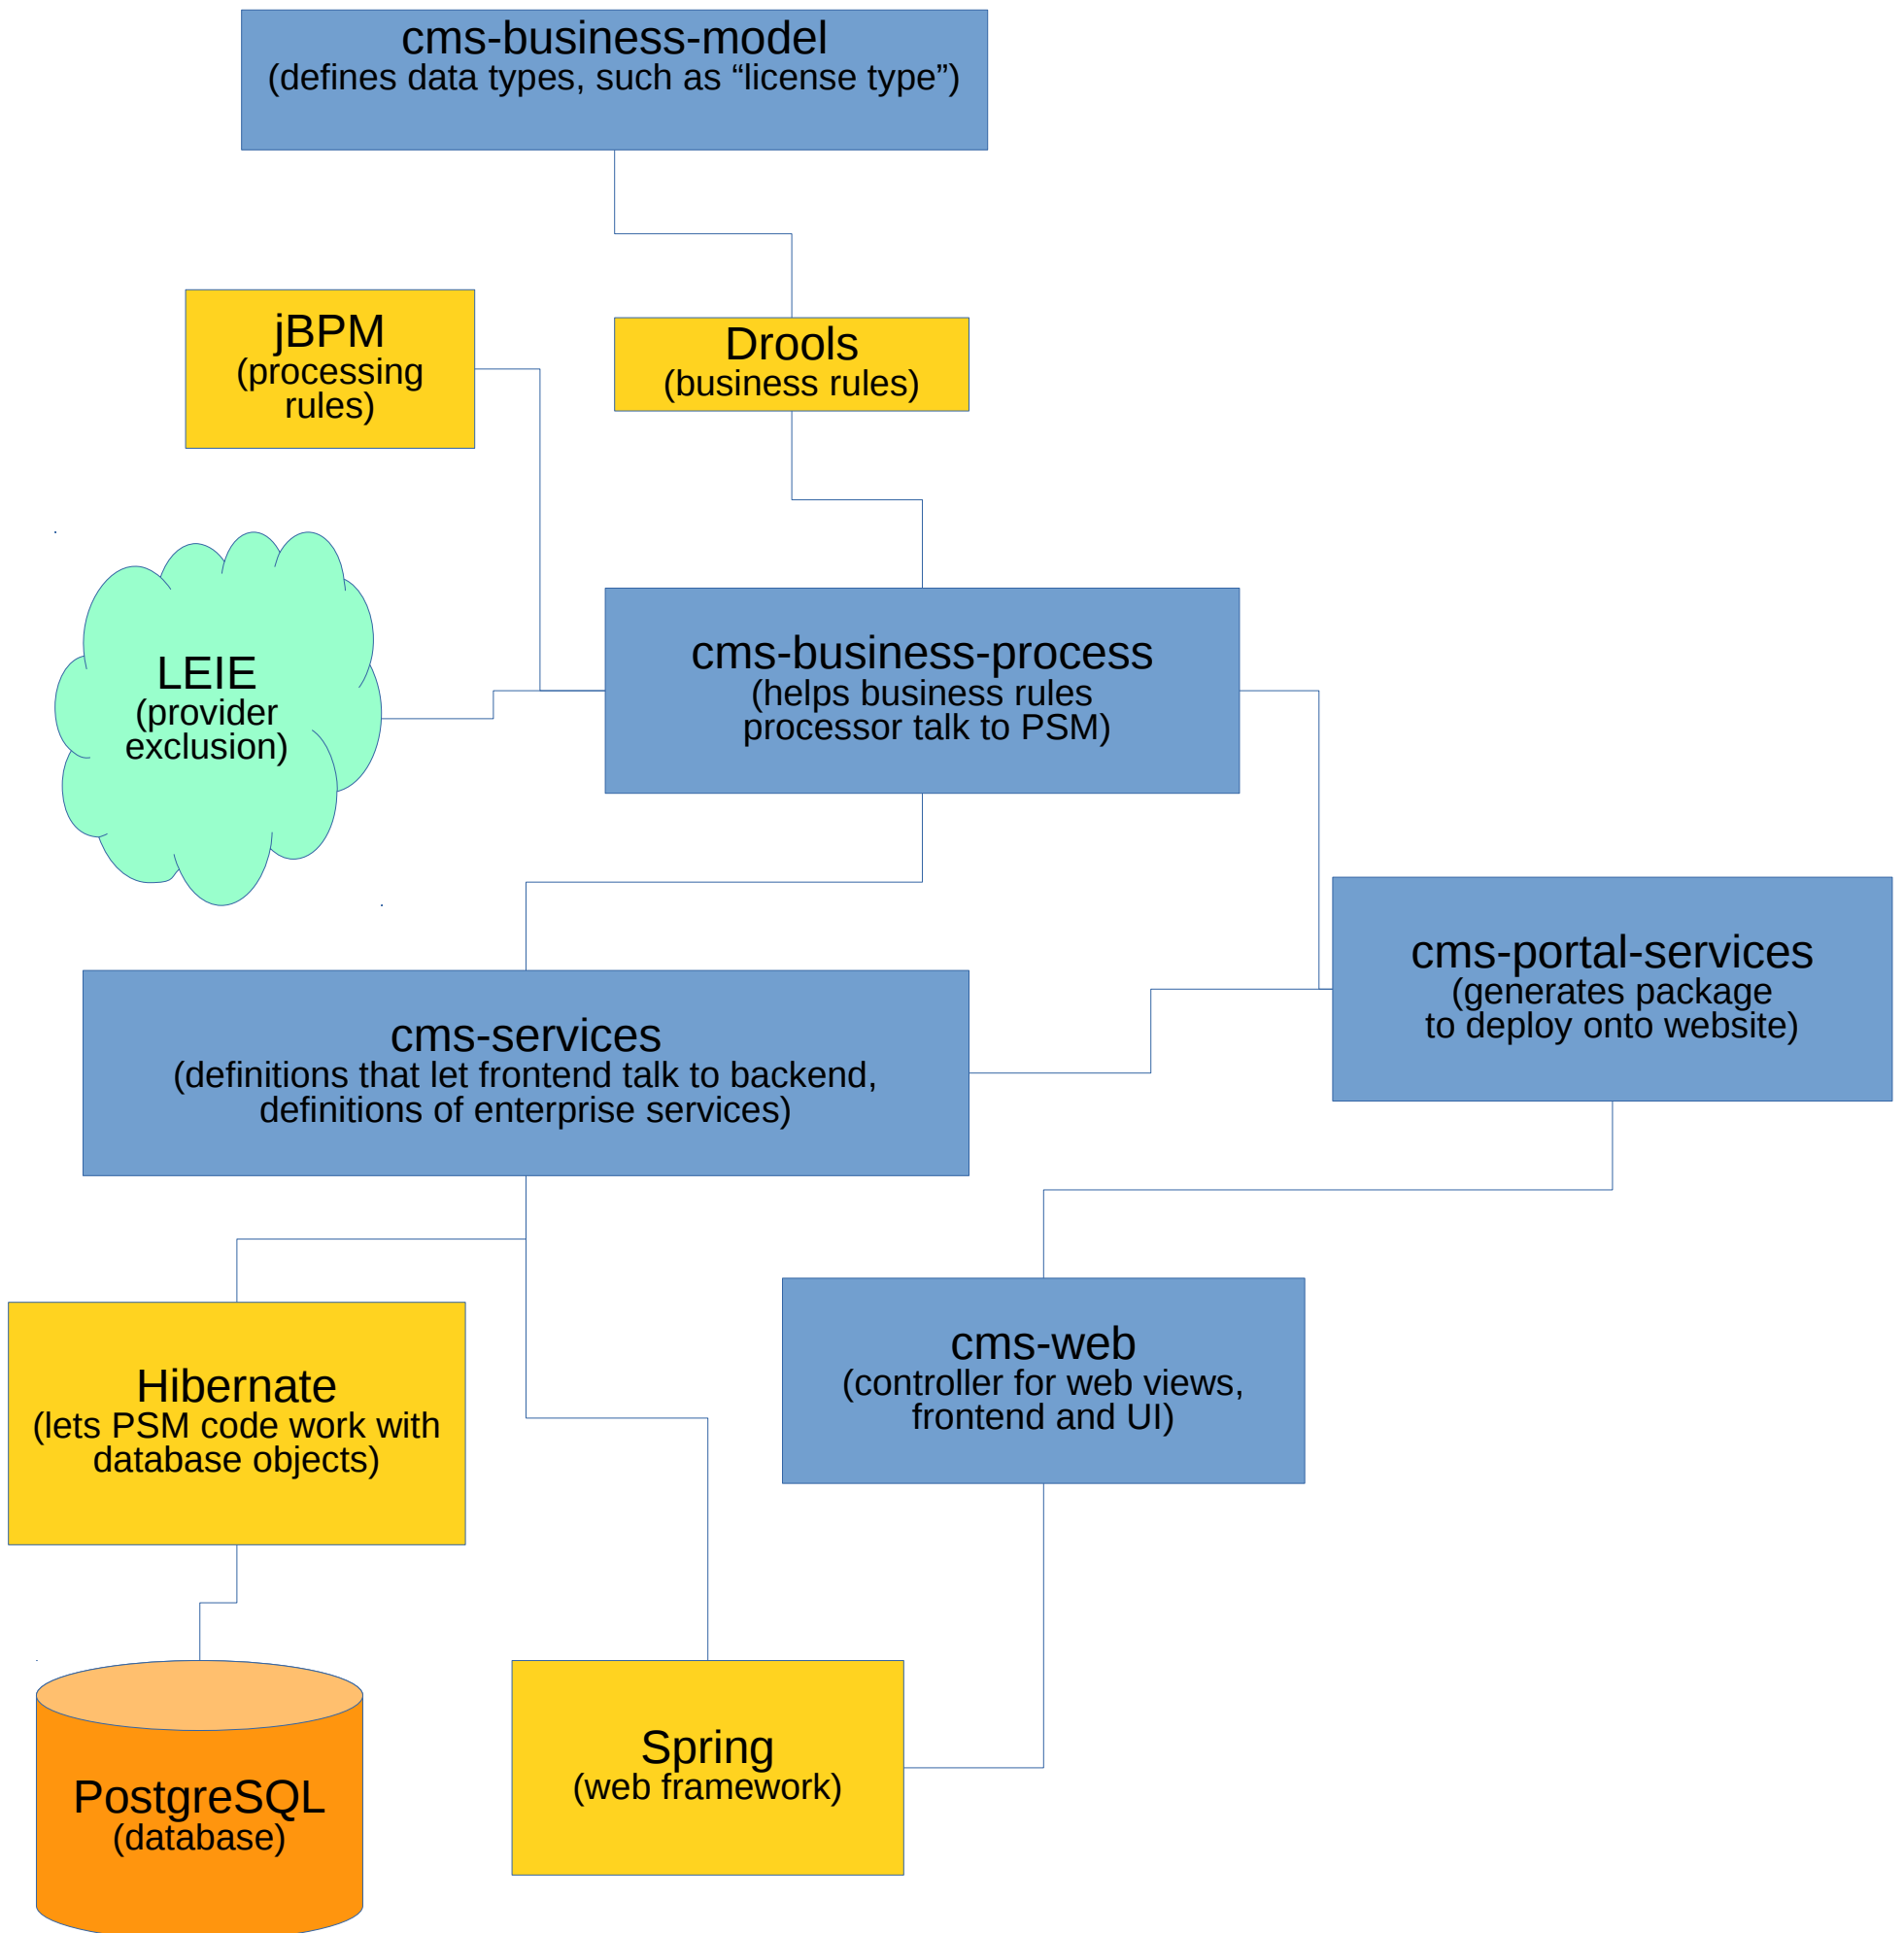 cms-business-model
(defines data types, such as “license type”)
jBPM
(processing
rules)
Drools
(business rules)
LEIE
(provider
exclusion)
cms-business-process
(helps business rules
processor talk to PSM)
cms-portal-services
(generates package
to deploy onto website)
cms-services
(definitions that let frontend talk to backend,
definitions of enterprise services)
Hibernate
(lets PSM code work with
database objects)
cms-web
(controller for web views,
frontend and UI)
PostgreSQL
(database)
Spring
(web framework)